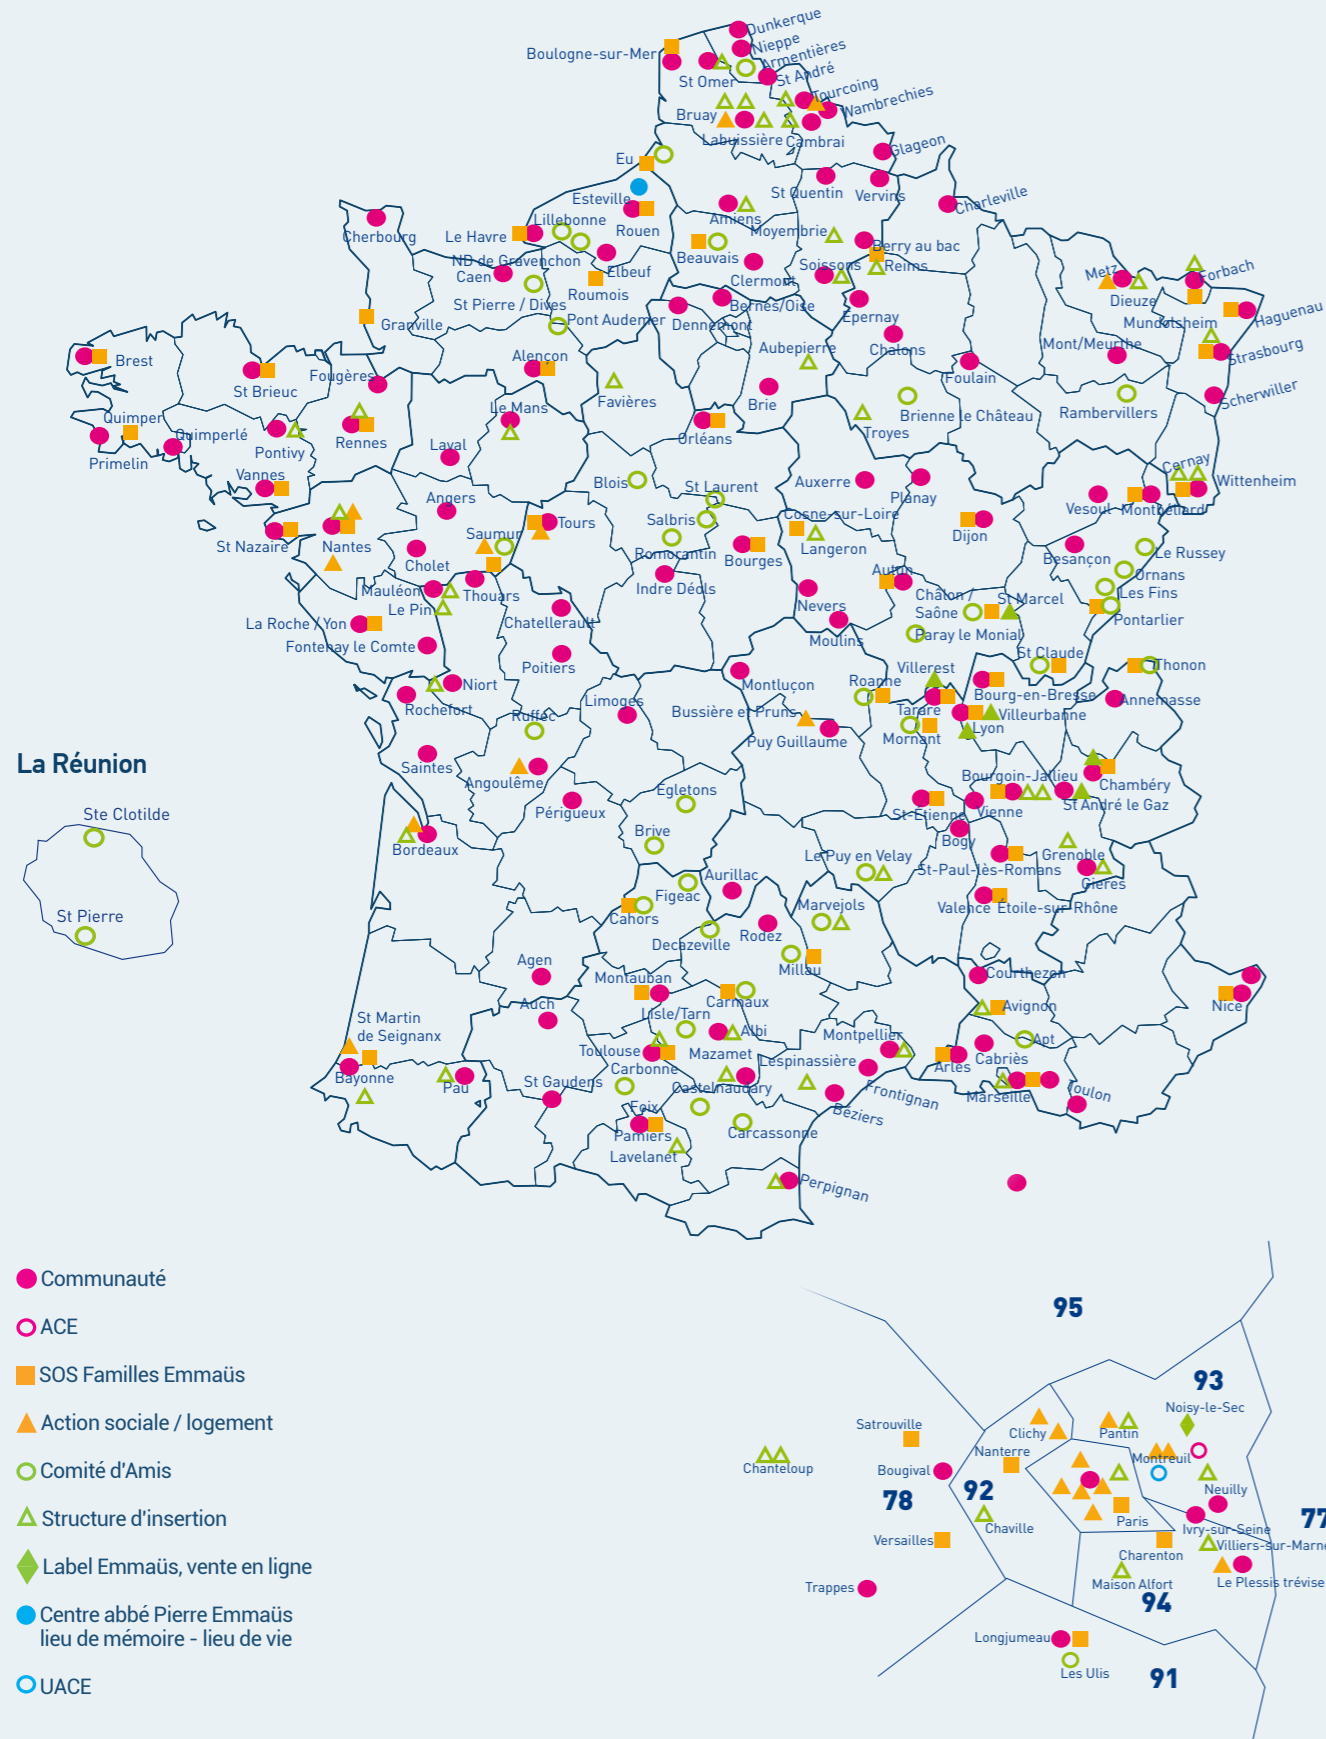 Dunkerque
Nieppe
Boulogne-sur-Mer
Armentières
St Omer
St André
Tourcoing
Wambrechies
Bruay
Labuissière
Cambrai
Glageon
Eu
St Quentin
Vervins
Esteville
Charleville
Cherbourg
Lillebonne
Amiens
Moyembrie
Le Havre
Rouen
Berry au bac
ND de Gravenchon
Beauvais
Soissons
Reims
Caen
Elbeuf
Clermont
Metz
Forbach
Roumois
Dieuze
St Pierre / Dives
Bernes/Oise
Epernay
Haguenau
Granville
Pont Audemer
Dennemont
Chalons
Mont/Meurthe
Strasbourg
Brest
Alençon
Aubepierre
Foulain
Fougères
St Brieuc
Favières
Brie
Scherwiller
Quimper
Le Mans
Brienne le Château
Rambervillers
Quimperlé
Rennes
Orléans
Troyes
Primelin
Pontivy
Laval
Cernay
Vannes
Blois
St Laurent
Auxerre
Planay
Wittenheim
Angers
Vesoul
Montbéliard
St Nazaire
Nantes
Saumur
Tours
Salbris
Cosne-sur-Loire
Dijon
Romorantin
Bourges
Langeron
Cholet
Besançon
Le Russey
Autun
Ornans
Mauléon
Thouars
Indre Déols
Les Fins
Châlon /
Saône
St Marcel
Le Pin
Chatellerault
Nevers
Pontarlier
La Roche / Yon
Moulins
Paray le Monial
Fontenay le Comte
Poitiers
St Claude
Villerest
Thonon
Niort
Montluçon
Roanne
Bourg-en-Bresse
Annemasse
Rochefort
Limoges
Bussière et Pruns
Tarare
Villeurbanne
Ruffec
Puy Guillaume
Mornant
Lyon
Saintes
Angoulême
Bourgoin-Jallieu
Chambéry
Périgueux
Egletons
St-Etienne
Vienne
St André le Gaz
Bordeaux
Brive
Bogy
Grenoble
Le Puy en Velay
St-Paul-lès-Romans
Gieres
Aurillac
Figeac
Marvejols
Valence
Étoile-sur-Rhône
Cahors
Decazeville
Rodez
Agen
Millau
Courthezon
Montauban
Auch
Carmaux
Nice
St Martin
de Seignanx
Lisle/Tarn
Avignon
Albi
Montpellier
Apt
Toulouse
Mazamet
Lespinassière
Arles
Cabriès
Carbonne
Bayonne
Pau
St Gaudens
Castelnaudary
Frontignan
Marseille
Toulon
Foix
Béziers
Pamiers
Carcassonne
Lavelanet
Perpignan
La Réunion
Ste Clotilde
St Pierre
Communauté
ACE
SOS Familles Emmaüs
Action sociale / logement
Comité d'Amis
Structure d'insertion
Label Emmaüs, vente en ligne
Centre abbé Pierre Emmaüs
lieu de mémoire - lieu de vie
UACE
95
93
Noisy-le-Sec
Satrouville
Clichy
Pantin
Nanterre
Montreuil
Chanteloup
Bougival
Neuilly
78
92
Paris
77
Chaville
Ivry-sur-Seine
Versailles
Villiers-sur-Marne
Charenton
Trappes
Maison Alfort
Le Plessis trévise
94
Longjumeau
Les Ulis
91